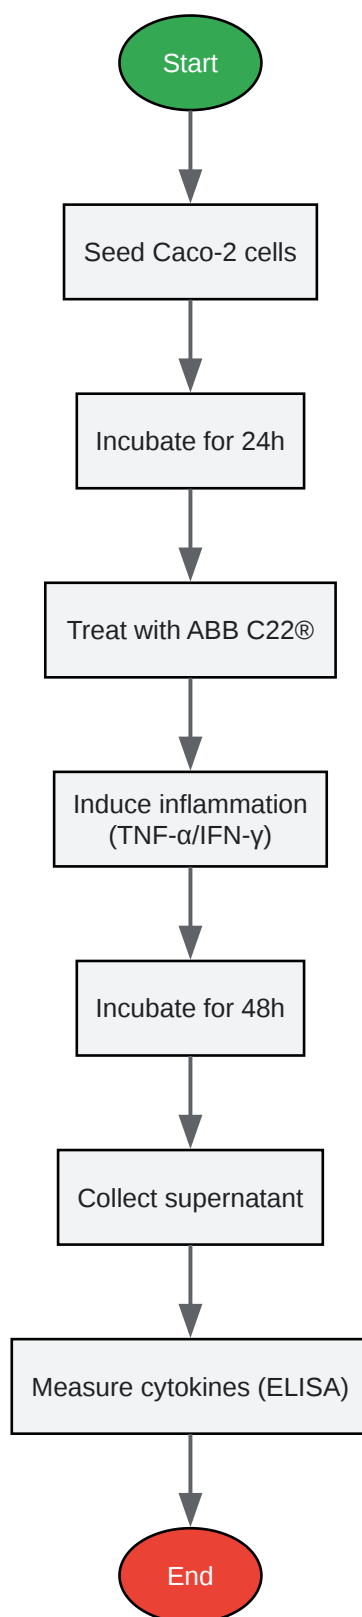 Start
Seed Caco-2 cells
Incubate for 24h
Treat with ABB C22®
Induce inflammation
(TNF-α/IFN-γ)
Incubate for 48h
Collect supernatant
Measure cytokines (ELISA)
End